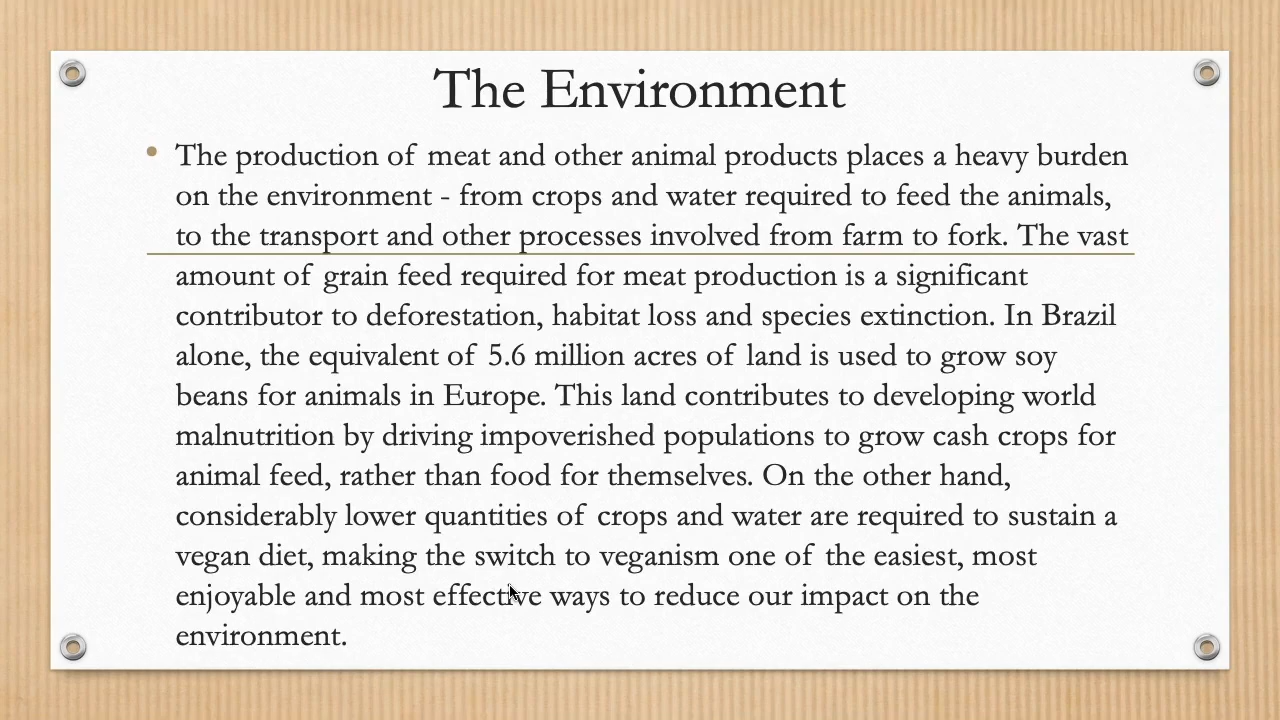 The Environment
• The production of meat and other animal products places a heavy burden
on the environment - from crops and water required to feed the animals,
to the transport and other processes involved from farm to fork. The vast
amount of grain feed required for meat production is a significant
contributor to deforestation, habitat loss and species extinction. In Brazil
alone, the equivalent of 5.6 million acres of land is used to grow soy
beans for animals in Europe. This land contributes to developing world
malnutrition by driving impoverished populations to grow cash crops for
animal feed, rather than food for themselves. On the other hand,
considerably lower quantities of crops and water are required to sustain a
vegan diet, making the switch to veganism one of the easiest, most
enjoyable and most effective ways to reduce our impact on the
environment.